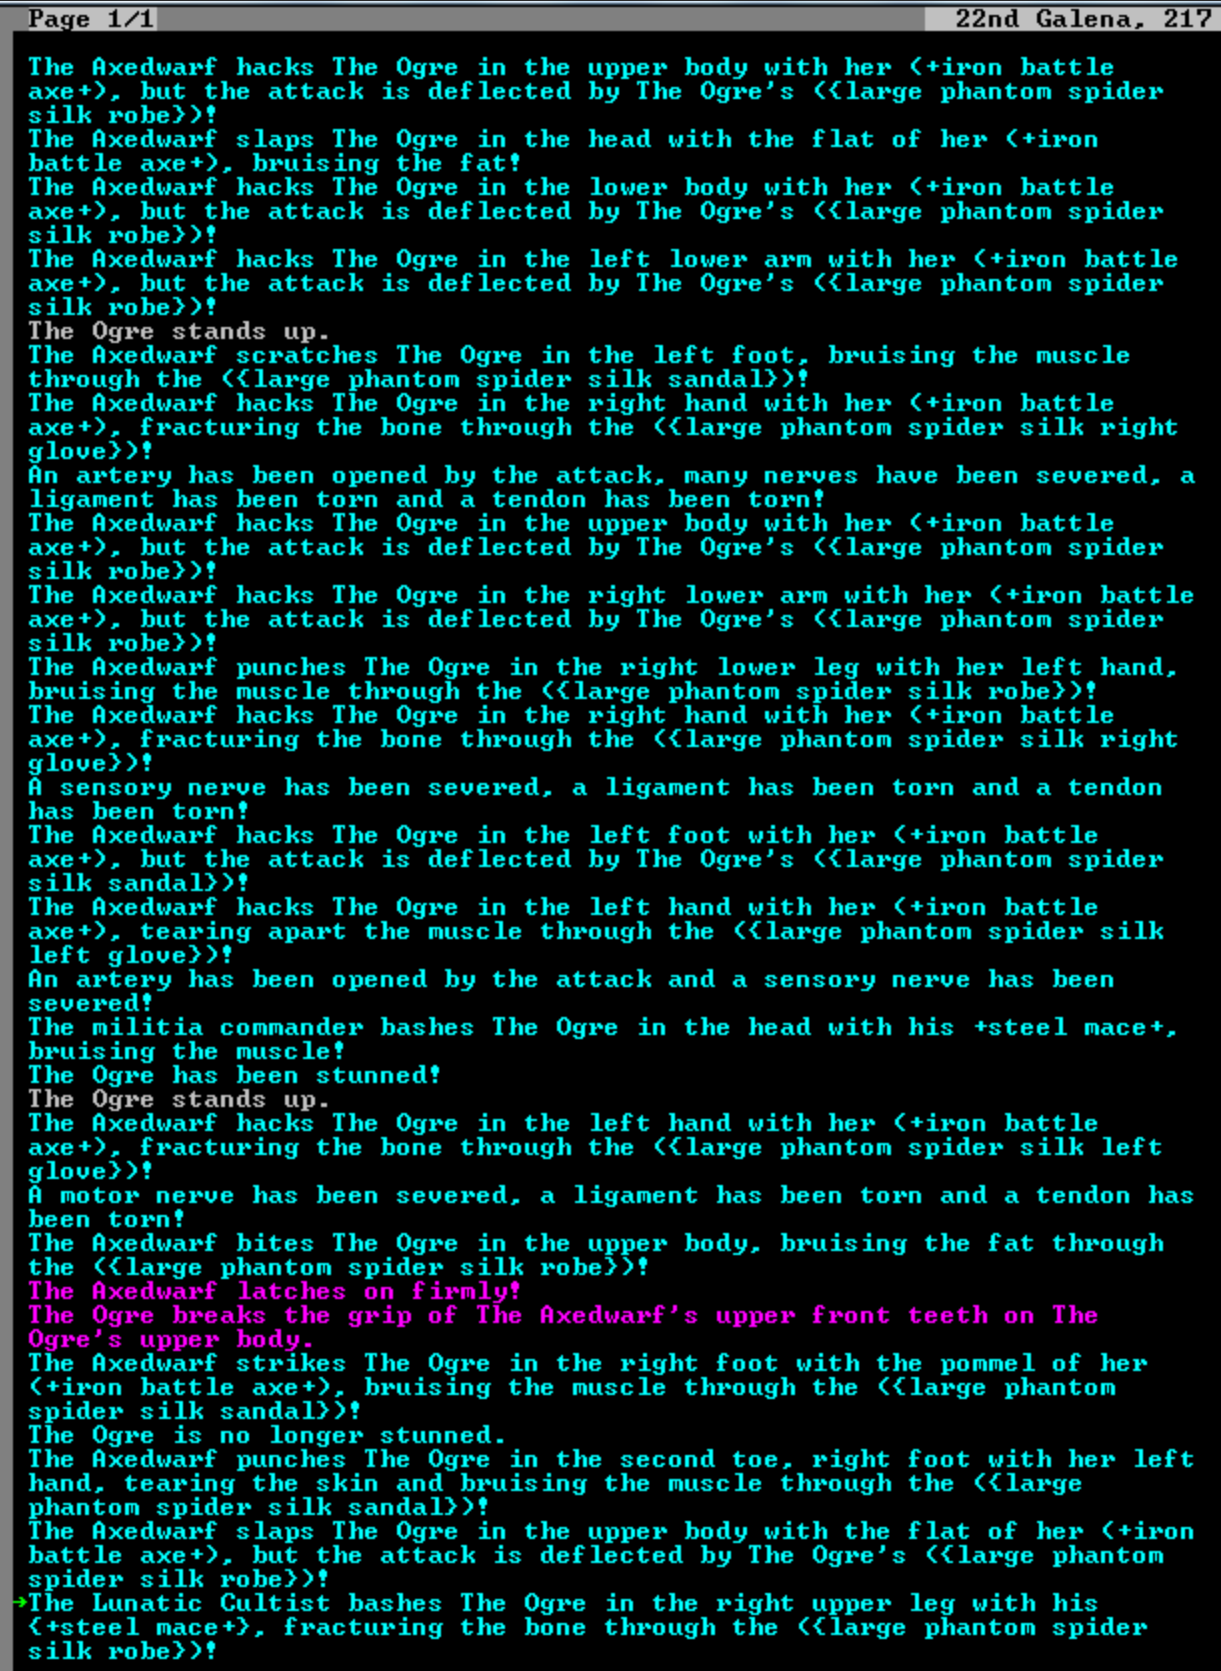 Page 1/1
22nd Galena, 217
The Axedwarf hacks The Ogre in the upper body with her (+iron battle
axe+), but the attack is deflected by The Ogre's ({large phantom spider
silk robe})!
The Axedwarf slaps The Ogre in the head with the flat of her (+iron
battle axe+), bruising the fat!
The Axedwarf hacks The Ogre in the lower body with her (+iron battle
axe+), but the attack is deflected by The Ogre's ({large phantom spider
silk robe})!
The Axedwarf hacks The Ogre in the left lower arm with her (+iron battle
axe+), but the attack is deflected by The Ogre's ({large phantom spider
silk robe})!
The Ogre stands up.
The Axedwarf scratches The Ogre in the left foot, bruising the muscle
through the ({large phantom spider silk sandal})!
The Axedwarf hacks The Ogre in the right hand with her (+iron battle
axe+), fracturing the bone through the ({large phantom spider silk right
glove})!
An artery has been opened by the attack, many nerves have been severed, a
ligament has been torn and a tendon has been torn!
The Axedwarf hacks The Ogre in the upper body with her (+iron battle
axe+), but the attack is deflected by The Ogre's ({large phantom spider
silk robe})!
The Axedwarf hacks The Ogre in the right lower arm with her (+iron battle
axe+), but the attack is deflected by The Ogre's ({large phantom spider
silk robe})!
The Axedwarf punches The Ogre in the right lower leg with her left hand,
bruising the muscle through the ({large phantom spider silk robe})!
The Axedwarf hacks The Ogre in the right hand with her (+iron battle
axe+), fracturing the bone through the ({large phantom spider silk right
glove})!
A sensory nerve has been severed, a ligament has been torn and a tendon
has been torn!
The Axedwarf hacks The Ogre in the left foot with her (+iron battle
axe+), but the attack is deflected by The Ogre's ({large phantom spider
silk sandal})!
The Axedwarf hacks The Ogre in the left hand with her (+iron battle
axe+), tearing apart the muscle through the ({large phantom spider silk
left glove})!
An artery has been opened by the attack and a sensory nerve has been
severed!
The militia commander bashes The Ogre in the head with his +steel mace+,
bruising the muscle!
The Ogre has been stunned!
The Ogre stands up.
The Axedwarf hacks The Ogre in the left hand with her (+iron battle
axe+), fracturing the bone through the ({large phantom spider silk left
glove})!
A motor nerve has been severed, a ligament has been torn and a tendon has
been torn!
The Axedwarf bites The Ogre in the upper body, bruising the fat through
the ({large phantom spider silk robe})!
The Axedwarf latches on firmly!
The Ogre breaks the grip of The Axedwarf's upper front teeth on The
Ogre's upper body.
The Axedwarf strikes The Ogre in the right foot with the pommel of her
(+iron battle axe+), bruising the muscle through the ({large phantom
spider silk sandal})!
The Ogre is no longer stunned.
The Axedwarf punches The Ogre in the second toe, right foot with her left
hand, tearing the skin and bruising the muscle through the ({large
phantom spider silk sandal})!
The Axedwarf slaps The Ogre in the upper body with the flat of her (+iron
battle axe+), but the attack is deflected by The Ogre's ({large phantom
spider silk robe})!
→The Lunatic Cultist bashes The Ogre in the right upper leg with his
{+steel mace+}, fracturing the bone through the ({large phantom spider
silk robe})!